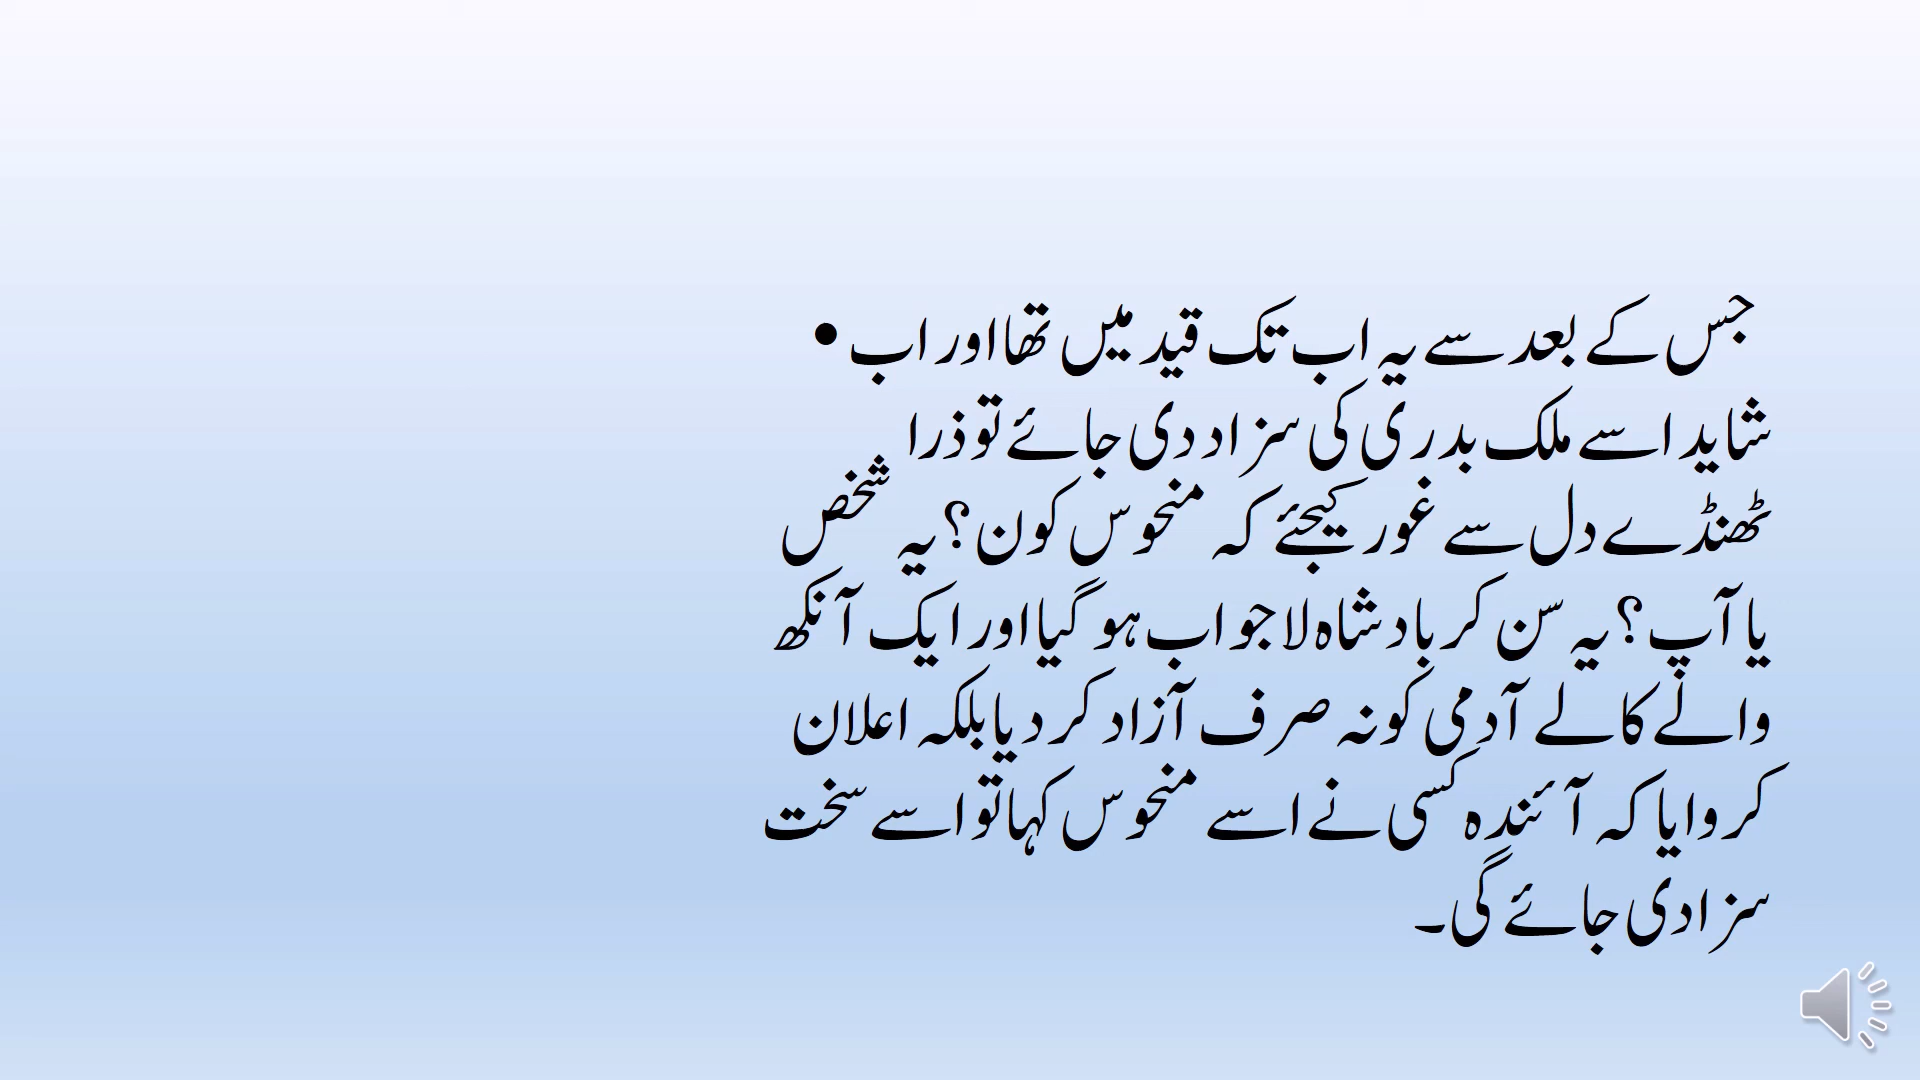 جس کے بعد سے یہ اب تک قید میں تھا اور اب •
شاید اسے ملک بدری کی سزاد دی جائے تو ذرا
ٹھنڈے دل سے غور کیجئے کہ منحوس کون؟ یہ شخص
یا آپ؟ یہ سن کر بادشاہ لاجواب ہو گیا اور ایک آنکھ
والے کالے آدمی کو نہ صرف آزاد کر دیا بلکہ اعلان
کروایا کہ آئندہ کسی نے اسے منحوس کہا تو اسے سخت
سزا دی جائے گی۔